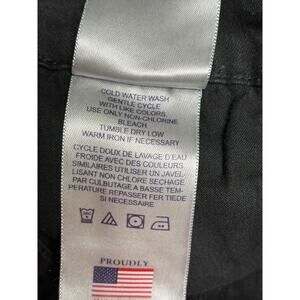 COLD WATER WASH
GENTLE CYCLE
WITH LIKE COLORS.
USE ONLY NON-CHLORINE
BLEACH
TUMBLE DRY LOW
WARM IRON IF NECESSARY
CYCLE DOUX DE LAVAGE D'EAU
FROIDE AVEC DES COULEURS
SIMILAIRES UTILISER UN JAVEL
LISANT NON CHLORE SECHAGE
PAR CULBUTAGE A BASSE TEM-
PERATURE REPASSER FER TIEDE
SI NECESSAIRE
PROUDLY